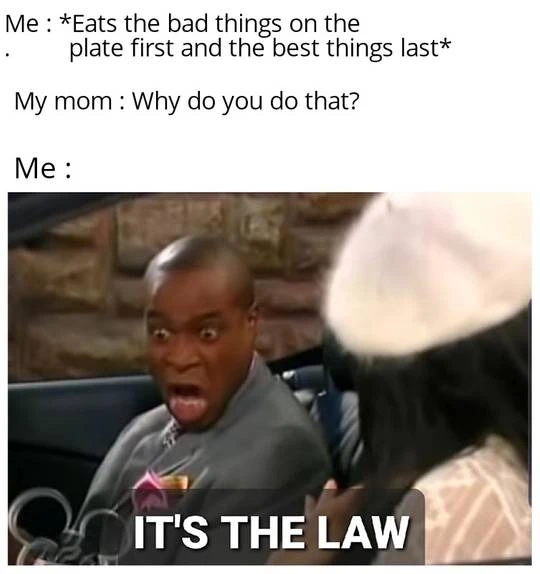 Me : *Eats the bad things on the
. plate first and the best things last*
My mom : Why do you do that?
Me :
IT'S THE LAW